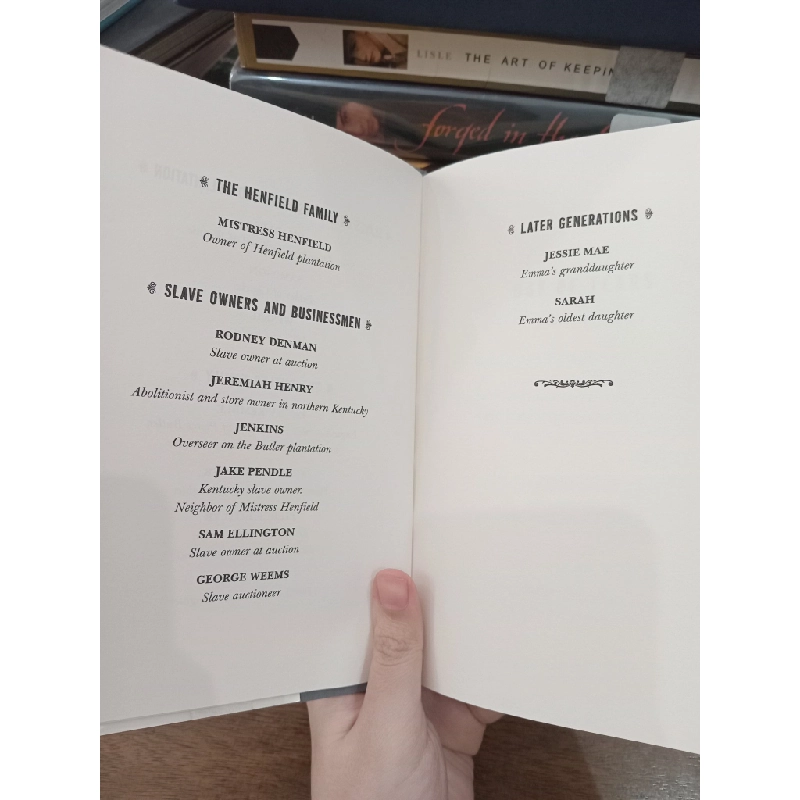 LISLE THE ART OF KEEPIN
forged in the
THE HENFIELD FAMILY
MISTRESS HENFIELD
Owner of Henfield plantation
SLAVE OWNERS AND BUSINESSMEN
RODNEY DENMAN
Slave owner at auction
JEREMIAH HENRY
Abolitionist and store owner in northern Kentucky
JENKINS
Overseer on the Butler plantation
JAKE PENDLE
Kentucky slave owner.
Neighbor of Mistress Henfield
SAM ELLINGTON
Slave owner at auction
GEORGE WEEMS
Slave auctioneer
LATER GENERATIONS
JESSIE MAE
Emma's granddaughter
SARAH
Emma's oldest daughter